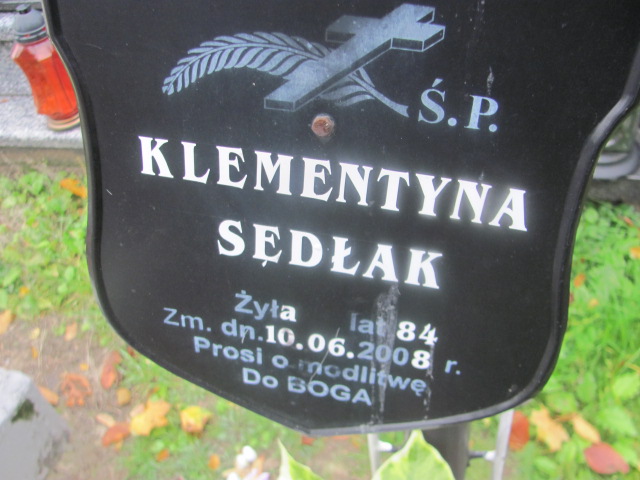 Ś.P.
KLEMENTYNA
SĘDŁAK
Żyła lat 84
Zm. dn. 10.06.2008 r.
Prosi o modlitwę
Do BOGA